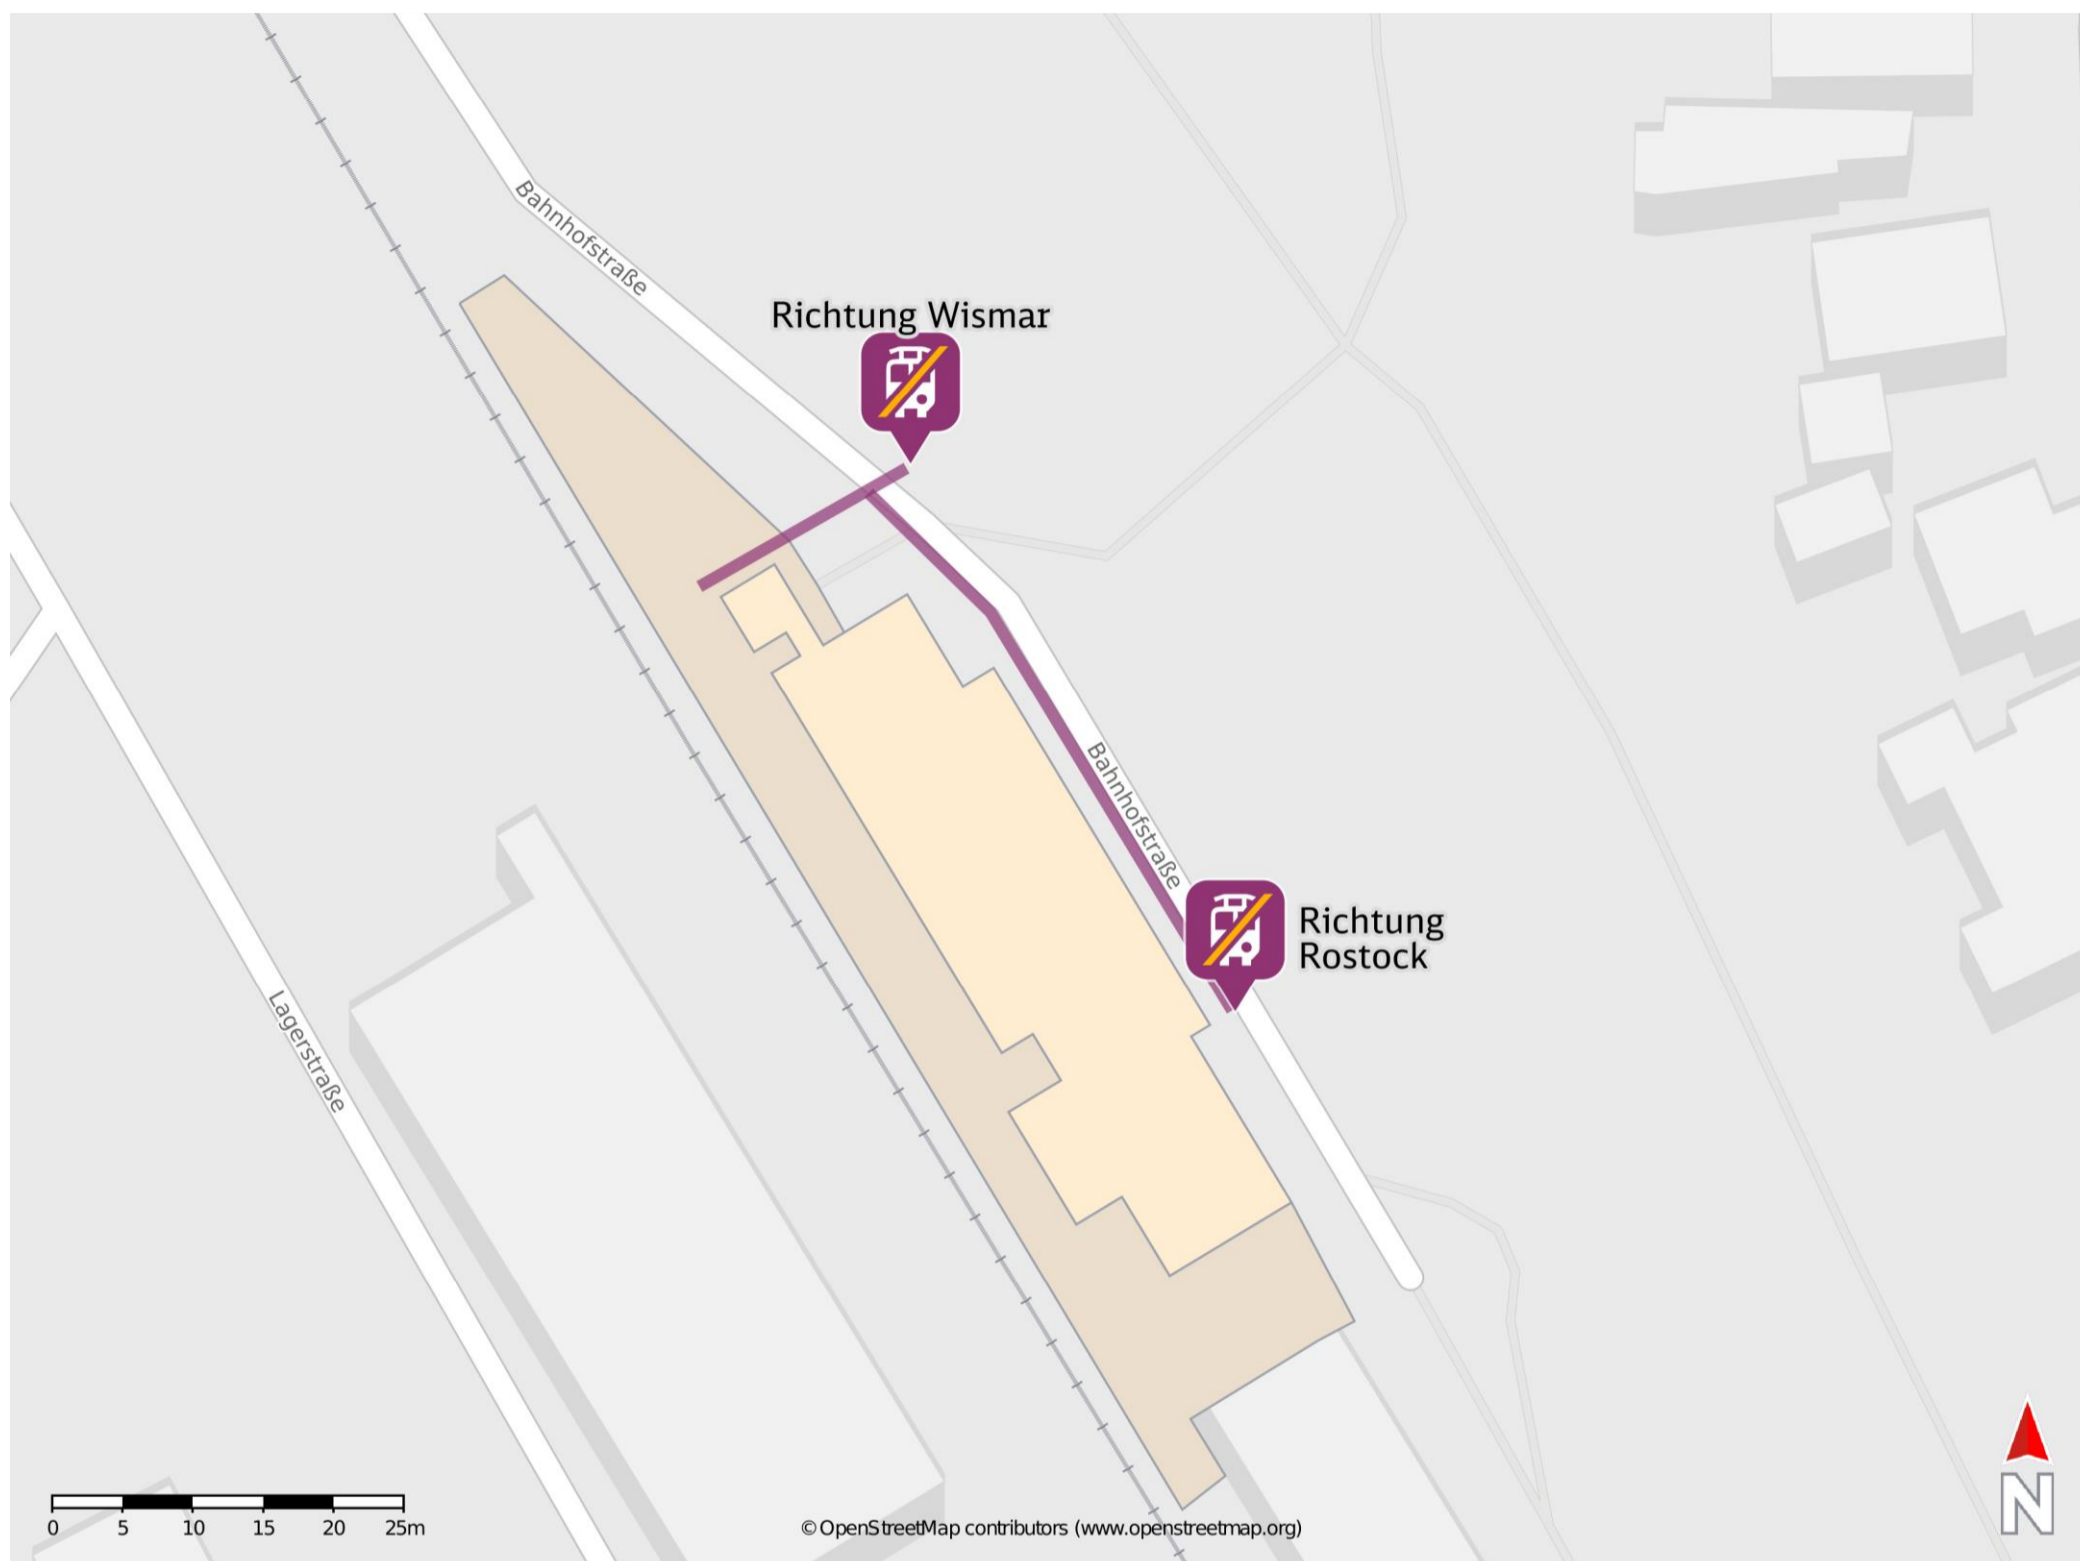 Bahnhofstraße
Richtung Wismar
Bahnhofstraße
Richtung
Rostock
Lagerstraße
0 5 10 15 20 25m
© OpenStreetMap contributors (www.openstreetmap.org)
N